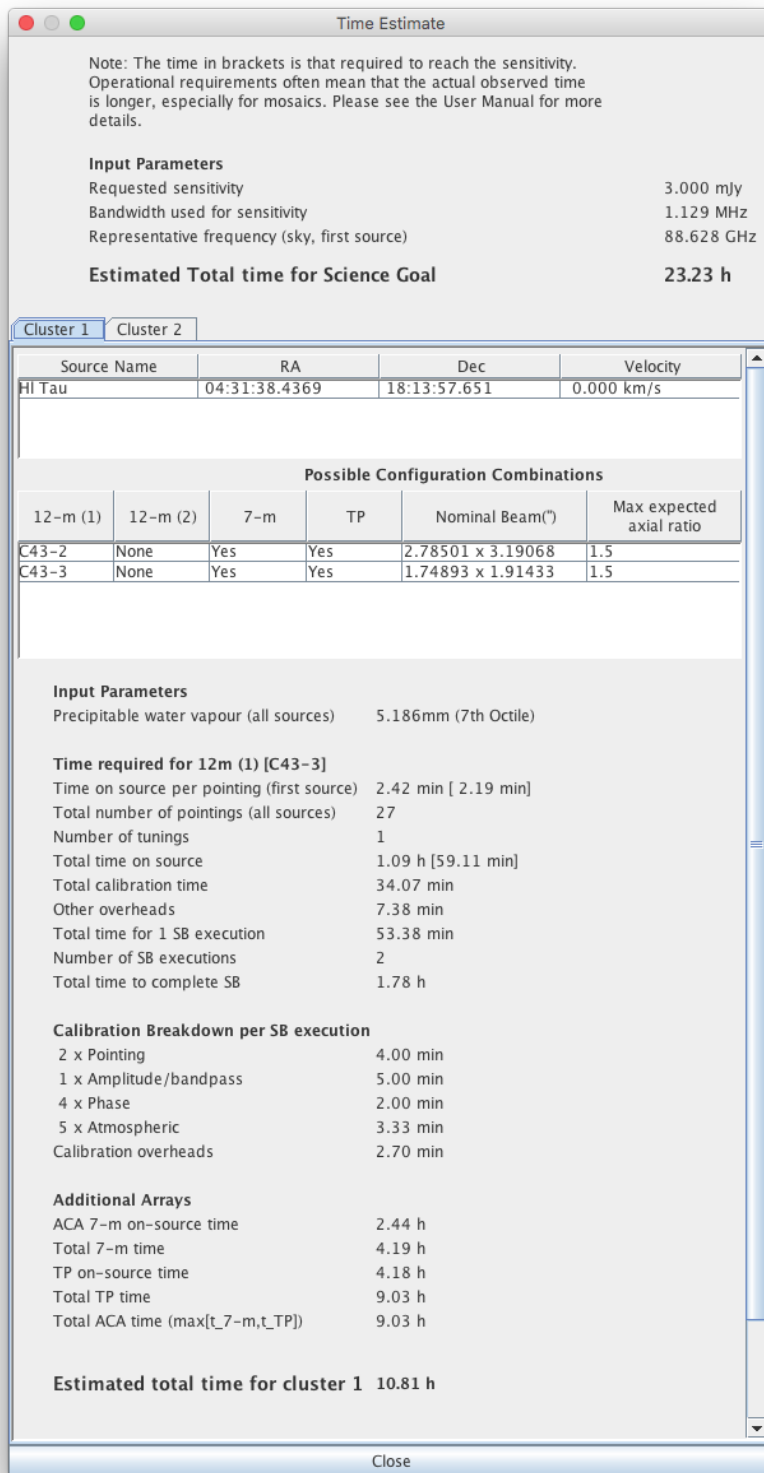 Time Estimate
Note: The time in brackets is that required to reach the sensitivity.
Operational requirements often mean that the actual observed time
is longer, especially for mosaics. Please see the User Manual for more
details.
Input Parameters
Requested sensitivity 3.000 mJy
Bandwidth used for sensitivity 1.129 MHz
Representative frequency (sky, first source) 88.628 GHz
Estimated Total time for Science Goal 23.23 h
Cluster 1 Cluster 2
Source Name RA Dec Velocity
HI Tau 04:31:38.4369 18:13:57.651 0.000 km/s
Possible Configuration Combinations
12-m (1) 12-m (2) 7-m TP Nominal Beam(") Max expected
axial ratio
C43-2 None Yes Yes 2.78501 x 3.19068 1.5
C43-3 None Yes Yes 1.74893 x 1.91433 1.5
Input Parameters
Precipitable water vapour (all sources) 5.186mm (7th Octile)
Time required for 12m (1) [C43-3]
Time on source per pointing (first source) 2.42 min [ 2.19 min]
Total number of pointings (all sources) 27
Number of tunings 1
Total time on source 1.09 h [59.11 min]
Total calibration time 34.07 min
Other overheads 7.38 min
Total time for 1 SB execution 53.38 min
Number of SB executions 2
Total time to complete SB 1.78 h
Calibration Breakdown per SB execution
2 x Pointing 4.00 min
1 x Amplitude/bandpass 5.00 min
4 x Phase 2.00 min
5 x Atmospheric 3.33 min
Calibration overheads 2.70 min
Additional Arrays
ACA 7-m on-source time 2.44 h
Total 7-m time 4.19 h
TP on-source time 4.18 h
Total TP time 9.03 h
Total ACA time (max[t_7-m,t_TP]) 9.03 h
Estimated total time for cluster 1 10.81 h
Close